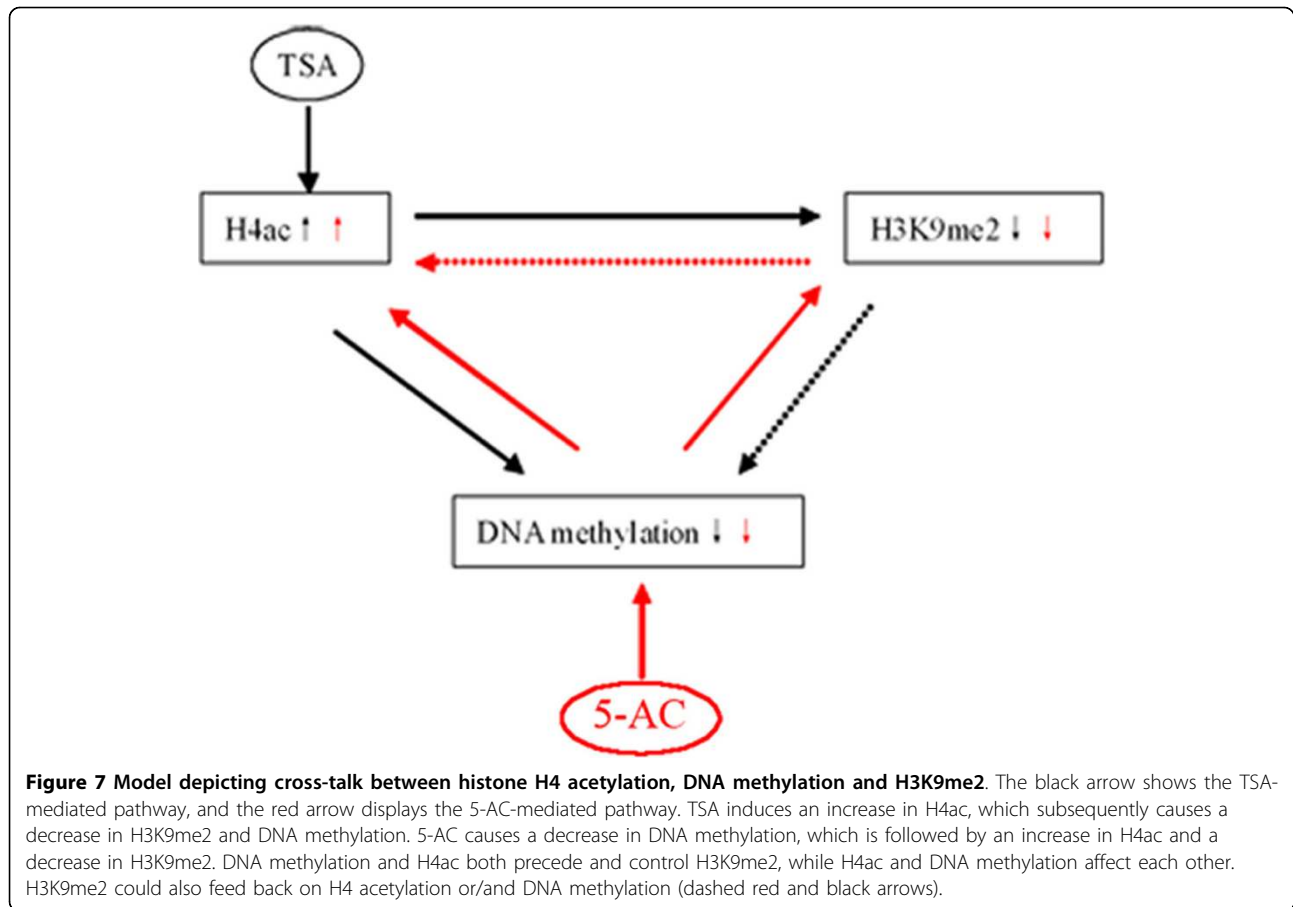 TSA
H4ac ↑ ↑
H3K9me2 ↓ ↓
DNA methylation ↓ ↓
5-AC
Figure 7 Model depicting cross-talk between histone H4 acetylation, DNA methylation and H3K9me2. The black arrow shows the TSA-
mediated pathway, and the red arrow displays the 5-AC-mediated pathway. TSA induces an increase in H4ac, which subsequently causes a
decrease in H3K9me2 and DNA methylation. 5-AC causes a decrease in DNA methylation, which is followed by an increase in H4ac and a
decrease in H3K9me2. DNA methylation and H4ac both precede and control H3K9me2, while H4ac and DNA methylation affect each other.
H3K9me2 could also feed back on H4 acetylation or/and DNA methylation (dashed red and black arrows).